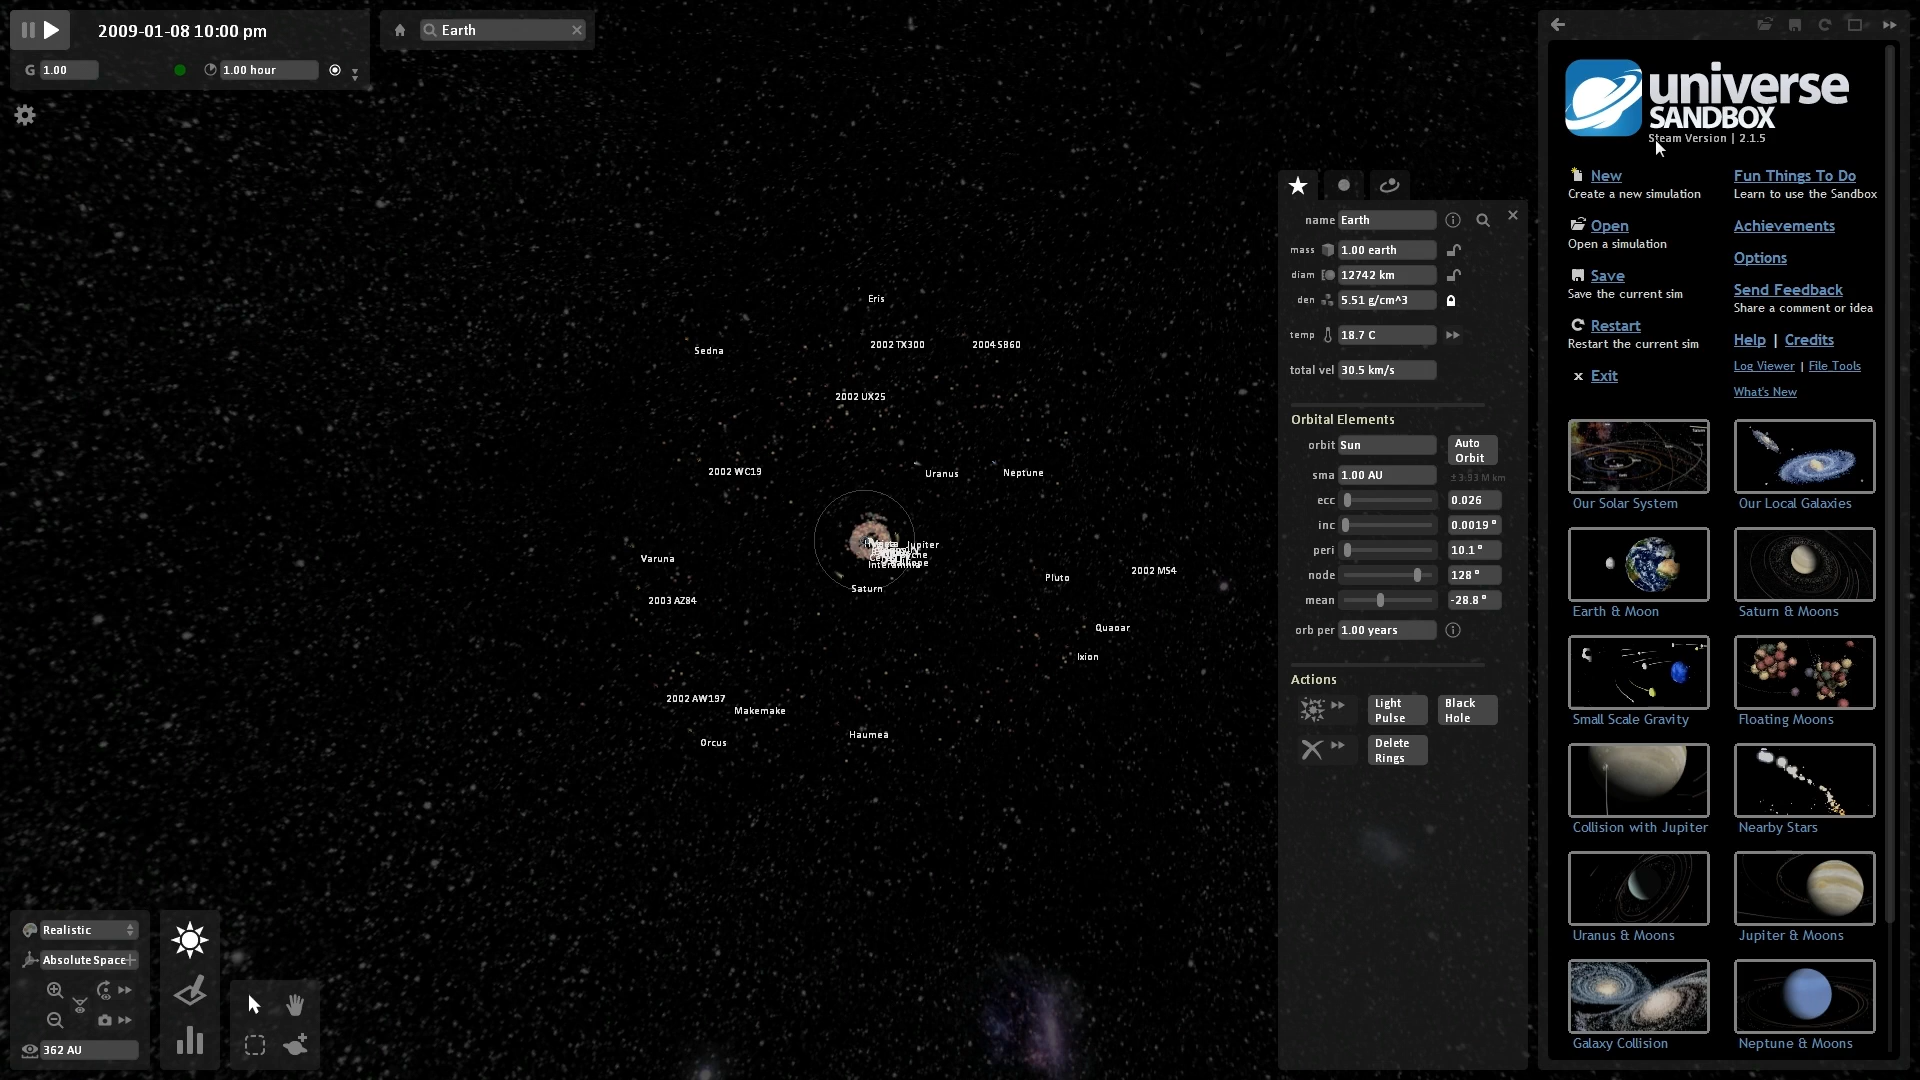 2009-01-08 10:00 pm
G 1.00
1.00 hour
Earth
Eris
2002 TX300
2004 SB60
Sedna
2002 UX25
2002 WC19
Uranus
Neptune
Jupiter
Interamnia
Saturn
Varuna
2003 AZ84
Pluto
2002 MS4
Quaoar
Ixion
2002 AW197
Makemake
Orcus
Haumea
name Earth
mass 1.00 earth
diam 12742 km
den 5.51 g/cm^3
temp 18.7 C
total vel 30.5 km/s
Orbital Elements
orbit Sun
Auto Orbit
sma 1.00 AU
± 3.93 M km
ecc 0.026
inc 0.0019 °
peri 10.1 °
node 128 °
mean -28.8 °
orb per 1.00 years
Actions
Light Pulse
Black Hole
Delete Rings
universe
SANDBOX
Steam Version | 2.1.5
New
Create a new simulation
Open
Open a simulation
Save
Save the current sim
Restart
Restart the current sim
x Exit
Fun Things To Do
Learn to use the Sandbox
Achievements
Options
Send Feedback
Share a comment or idea
Help | Credits
Log Viewer | File Tools
What's New
Our Solar System
Our Local Galaxies
Earth & Moon
Saturn & Moons
Small Scale Gravity
Floating Moons
Collision with Jupiter
Nearby Stars
Uranus & Moons
Jupiter & Moons
Galaxy Collision
Neptune & Moons
Realistic
Absolute Space
362 AU